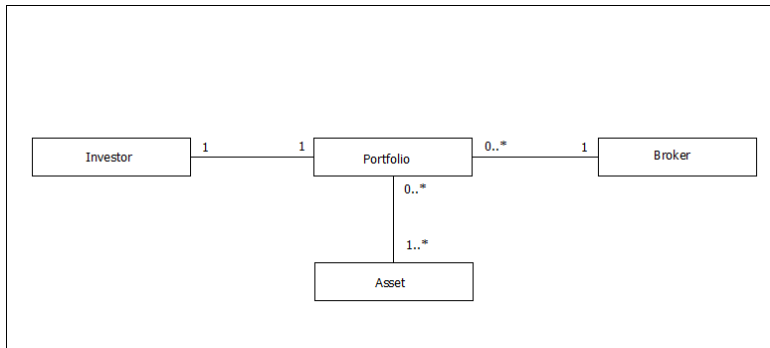 Investor
1
1
Portfolio
0..*
1
Broker
0..*
1..*
Asset